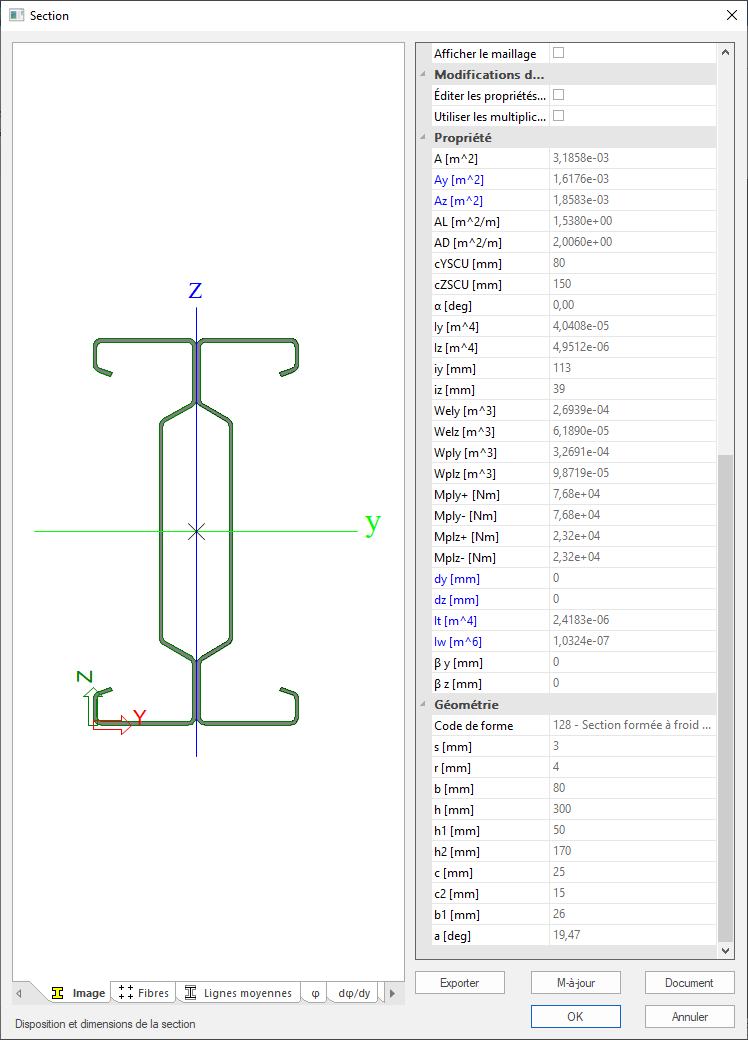 Section
Afficher le maillage
Modifications d...
Éditer les propriétés...
Utiliser les multiplic...
Propriété
A [m^2] 3,1858e-03
Ay [m^2] 1,6176e-03
Az [m^2] 1,8583e-03
AL [m^2/m] 1,5380e+00
AD [m^2/m] 2,0060e+00
cYSCU [mm] 80
cZSCU [mm] 150
α [deg] 0,00
Iy [m^4] 4,0408e-05
Iz [m^4] 4,9512e-06
iy [mm] 113
iz [mm] 39
Wely [m^3] 2,6939e-04
Welz [m^3] 6,1890e-05
Wply [m^3] 3,2691e-04
Wplz [m^3] 9,8719e-05
Mply+ [Nm] 7,68e+04
Mply- [Nm] 7,68e+04
Mplz+ [Nm] 2,32e+04
Mplz- [Nm] 2,32e+04
dy [mm] 0
dz [mm] 0
It [m^4] 2,4183e-06
Iw [m^6] 1,0324e-07
β y [mm] 0
β z [mm] 0
Géométrie
Code de forme 128 - Section formée à froid ...
s [mm] 3
r [mm] 4
b [mm] 80
h [mm] 300
h1 [mm] 50
h2 [mm] 170
c [mm] 25
c2 [mm] 15
b1 [mm] 26
a [deg] 19,47
z
y
Z
Y
Image Fibres Lignes moyennes φ dφ/dy
Exporter M-à-jour Document
OK Annuler
Disposition et dimensions de la section